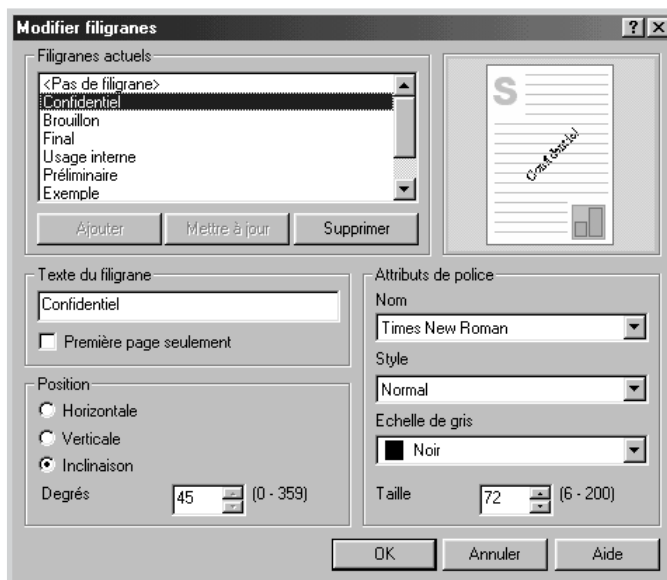 Modifier filigranes
Filigranes actuels
<Pas de filigrane>
Confidentiel
Brouillon
Final
Usage interne
Préliminaire
Exemple
Ajouter
Mettre à jour
Supprimer
S
Confidentiel
Texte du filigrane
Confidentiel
Première page seulement
Position
Horizontale
Verticale
Inclinaison
Degrés 45 (0 - 359)
Attributs de police
Nom
Times New Roman
Style
Normal
Echelle de gris
Noir
Taille 72 (6 - 200)
OK
Annuler
Aide